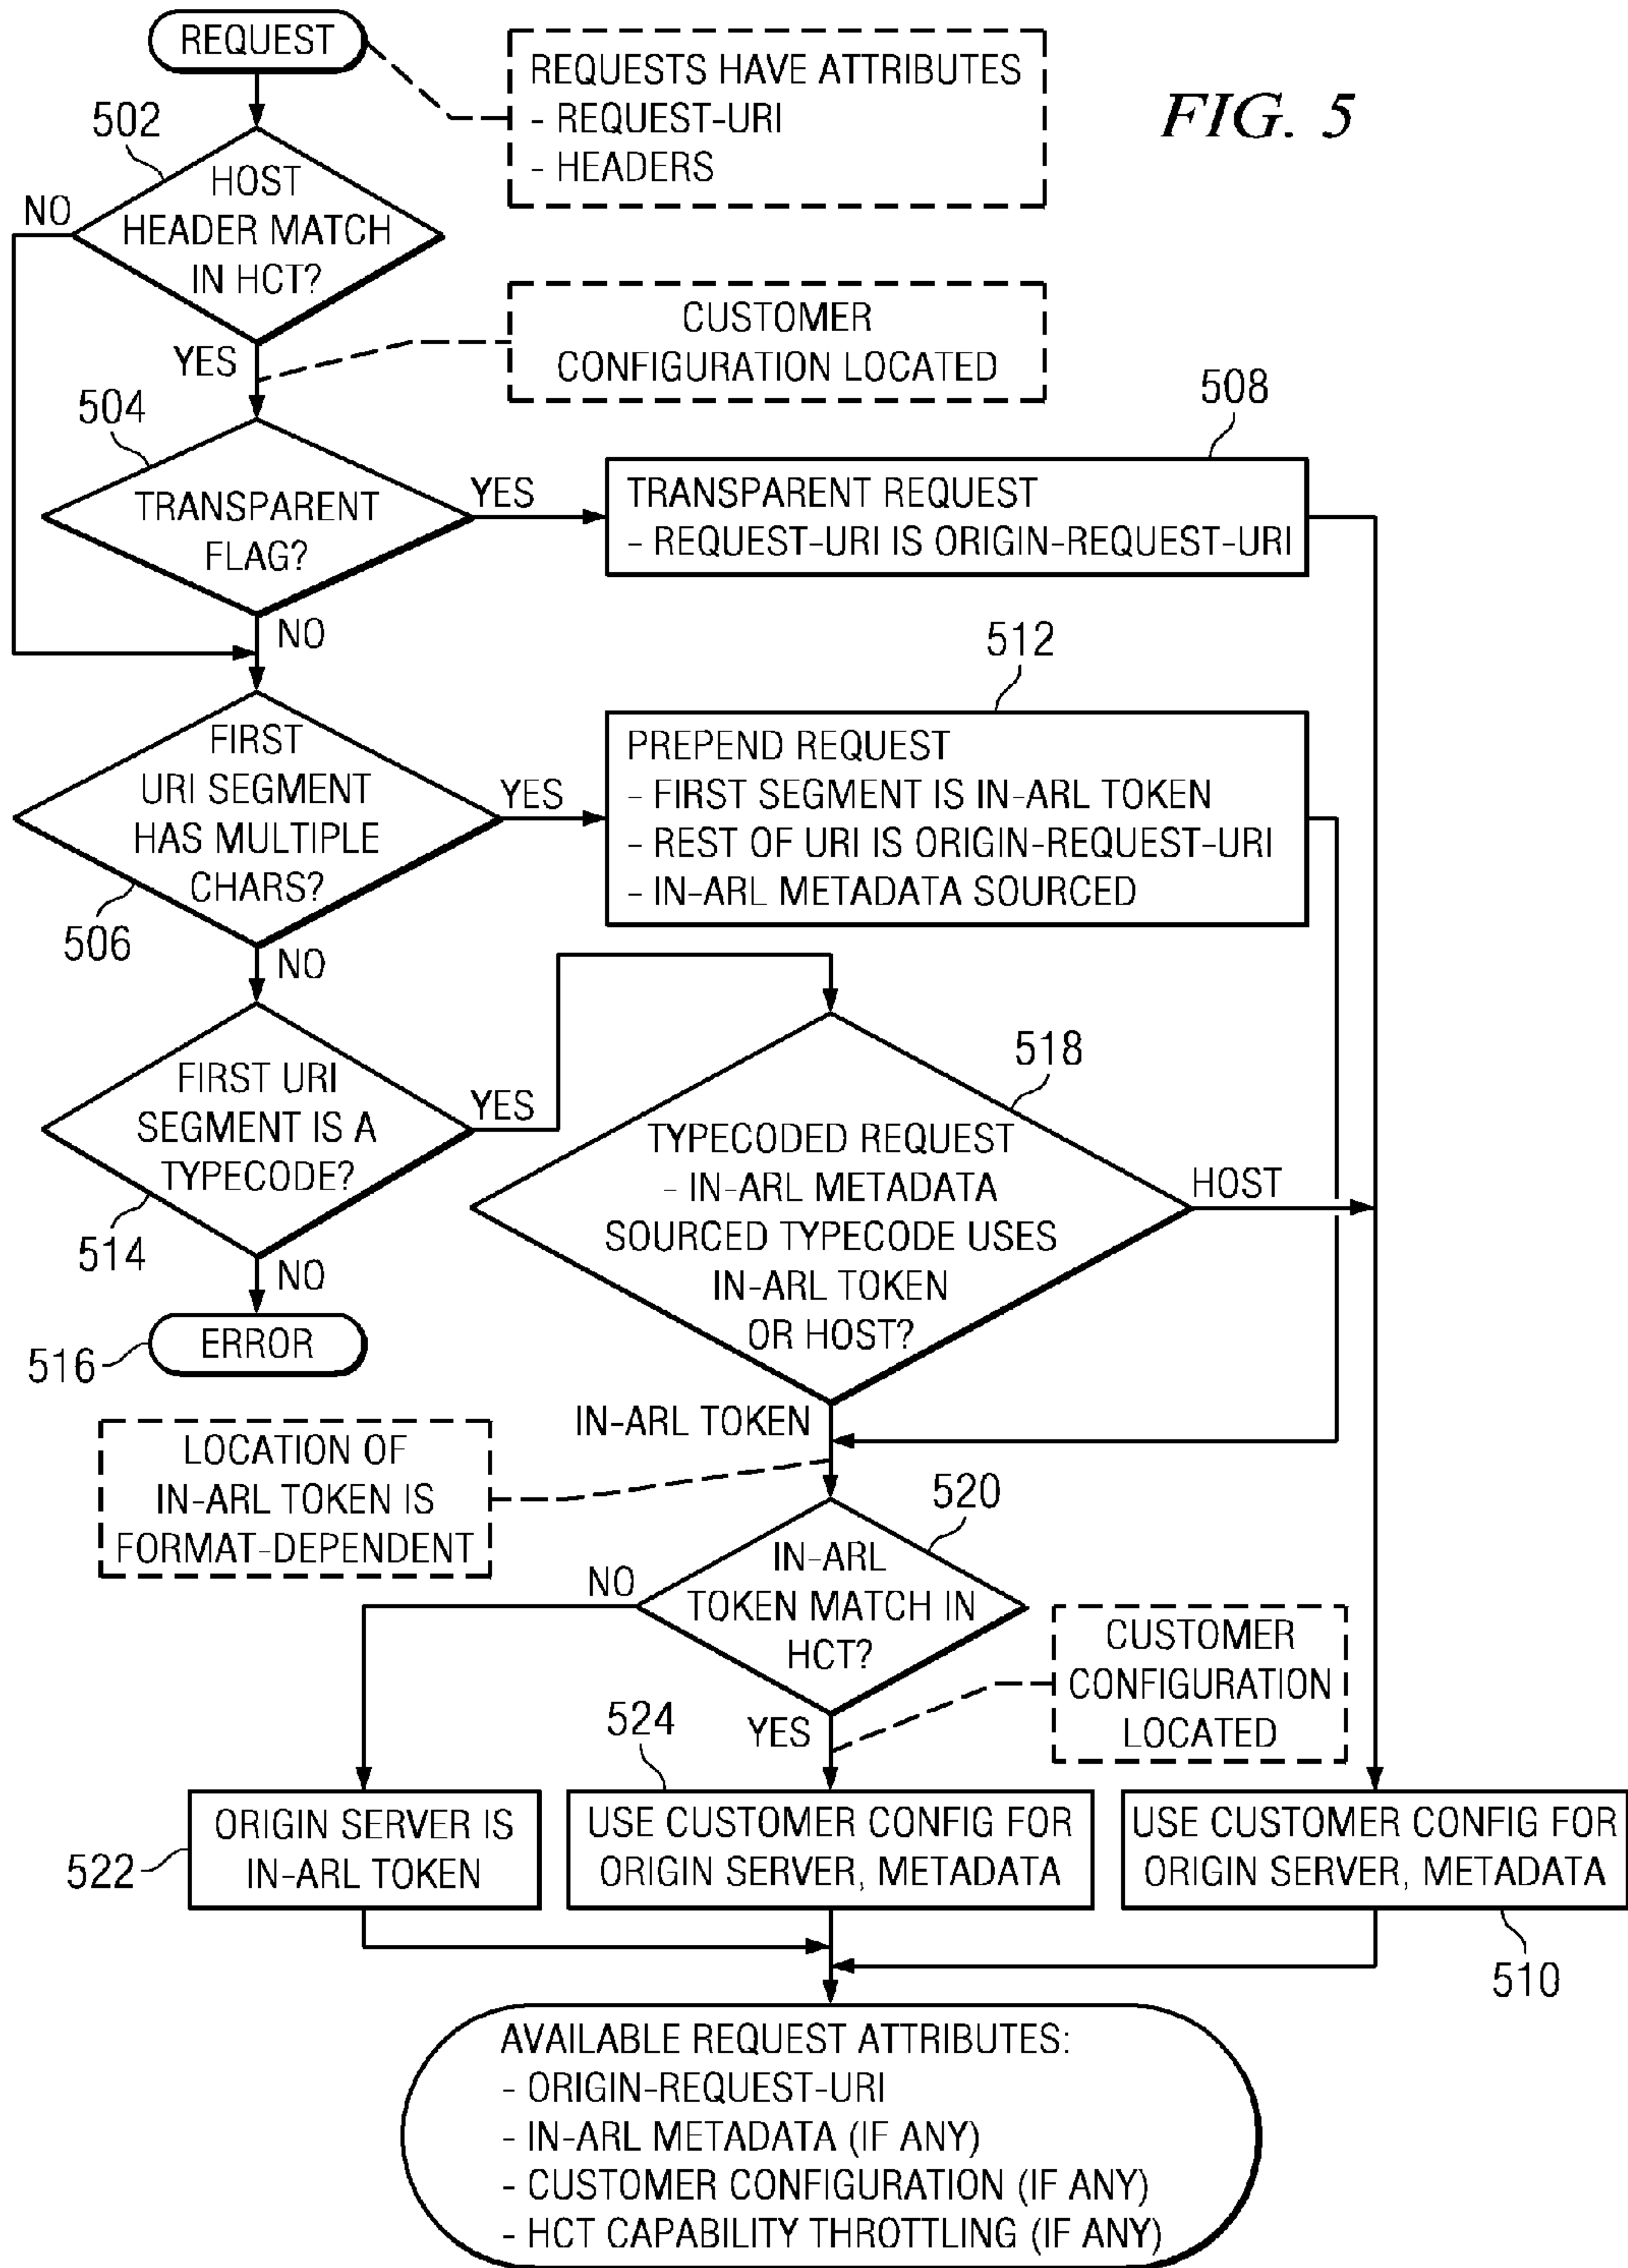 REQUEST
REQUESTS HAVE ATTRIBUTES
- REQUEST-URI
- HEADERS
FIG. 5
502
HOST
HEADER MATCH
IN HCT?
NO
YES
CUSTOMER
CONFIGURATION LOCATED
504
TRANSPARENT
FLAG?
YES
NO
508
TRANSPARENT REQUEST
- REQUEST-URI IS ORIGIN-REQUEST-URI
512
FIRST
URI SEGMENT
HAS MULTIPLE
CHARS?
506
YES
NO
PREPEND REQUEST
- FIRST SEGMENT IS IN-ARL TOKEN
- REST OF URI IS ORIGIN-REQUEST-URI
- IN-ARL METADATA SOURCED
FIRST URI
SEGMENT IS A
TYPECODE?
514
YES
NO
ERROR
516
518
TYPECODED REQUEST
- IN-ARL METADATA
SOURCED TYPECODE USES
IN-ARL TOKEN
OR HOST?
HOST
IN-ARL TOKEN
LOCATION OF
IN-ARL TOKEN IS
FORMAT-DEPENDENT
520
IN-ARL
TOKEN MATCH IN
HCT?
NO
YES
CUSTOMER
CONFIGURATION
LOCATED
524
ORIGIN SERVER IS
IN-ARL TOKEN
522
USE CUSTOMER CONFIG FOR
ORIGIN SERVER, METADATA
USE CUSTOMER CONFIG FOR
ORIGIN SERVER, METADATA
510
AVAILABLE REQUEST ATTRIBUTES:
- ORIGIN-REQUEST-URI
- IN-ARL METADATA (IF ANY)
- CUSTOMER CONFIGURATION (IF ANY)
- HCT CAPABILITY THROTTLING (IF ANY)